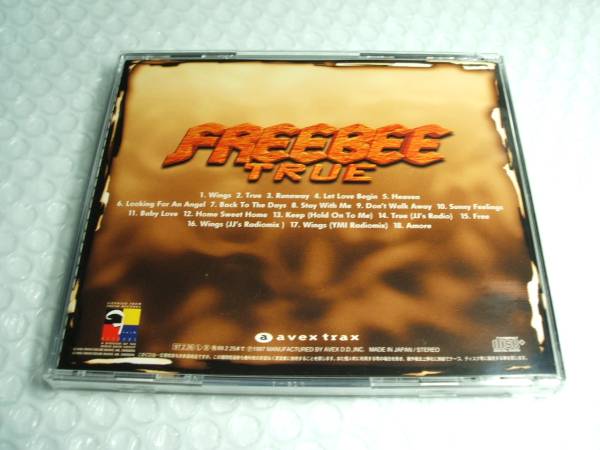 FREEBEE
TRUE
1. Wings 2. True 3. Runaway 4. Let Love Begin 5. Heaven
6. Looking For An Angel 7. Back To The Days 8. Stay With Me 9. Don't Walk Away 10. Sunny Feelings
11. Baby Love 12. Home Sweet Home 13. Keep (Hold On To Me) 14. True (JJ's Radio) 15. Free
16. Wings (JJ's Radiomix ) 17. Wings (YMI Radiomix) 18. Amore
a avex trax
℗1997 MANUFACTURED BY AVEX D.D., INC. MADE IN JAPAN / STEREO